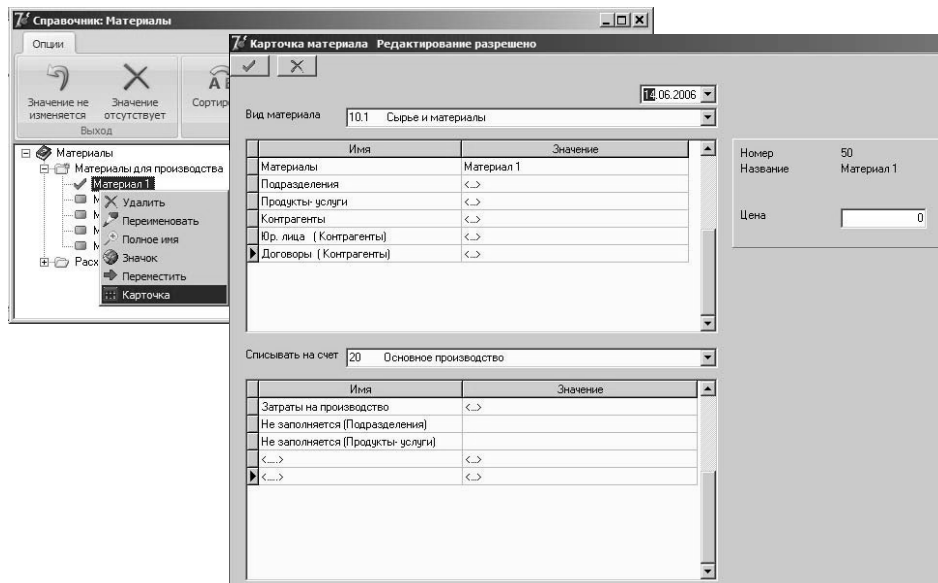 Справочник: Материалы
Опции
Значение не изменяется
Значение отсутствует
Сортир
Выход
Материалы
Материалы для производства
Материал 1
М
М
М
М
Расх
Удалить
Переименовать
Полное имя
Значок
Переместить
Карточка
Карточка материала Редактирование разрешено
14.06.2006
Вид материала 10.1 Сырье и материалы
Имя Значение
Материалы Материал 1
Подразделения <...>
Продукты- услуги <...>
Контрагенты <...>
Юр. лица ( Контрагенты) <...>
Договоры ( Контрагенты) <...>
Номер 50
Название Материал 1
Цена 0
Списывать на счет 20 Основное производство
Имя Значение
Затраты на производство <...>
Не заполняется (Подразделения)
Не заполняется (Продукты- услуги)
<.....> <...>
<.....> <...>